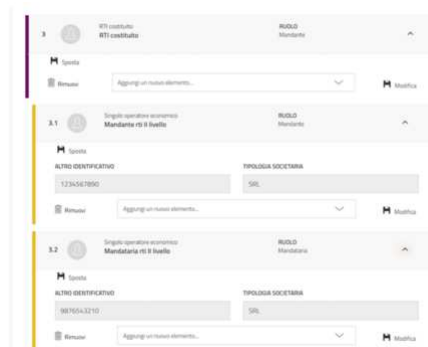 3 RTI costituito RUOLO
RTI costituito Mandante
Sposta
Rimuovi Aggiungi un nuovo elemento... Modifica
3.1 Singolo operatore economico RUOLO
Mandante rti II livello Mandante
Sposta
ALTRO IDENTIFICATIVO TIPOLOGIA SOCIETARIA
1234567890 SRL
Rimuovi Aggiungi un nuovo elemento... Modifica
3.2 Singolo operatore economico RUOLO
Mandataria rti II livello Mandataria
Sposta
ALTRO IDENTIFICATIVO TIPOLOGIA SOCIETARIA
9876543210 SRL
Rimuovi Aggiungi un nuovo elemento... Modifica